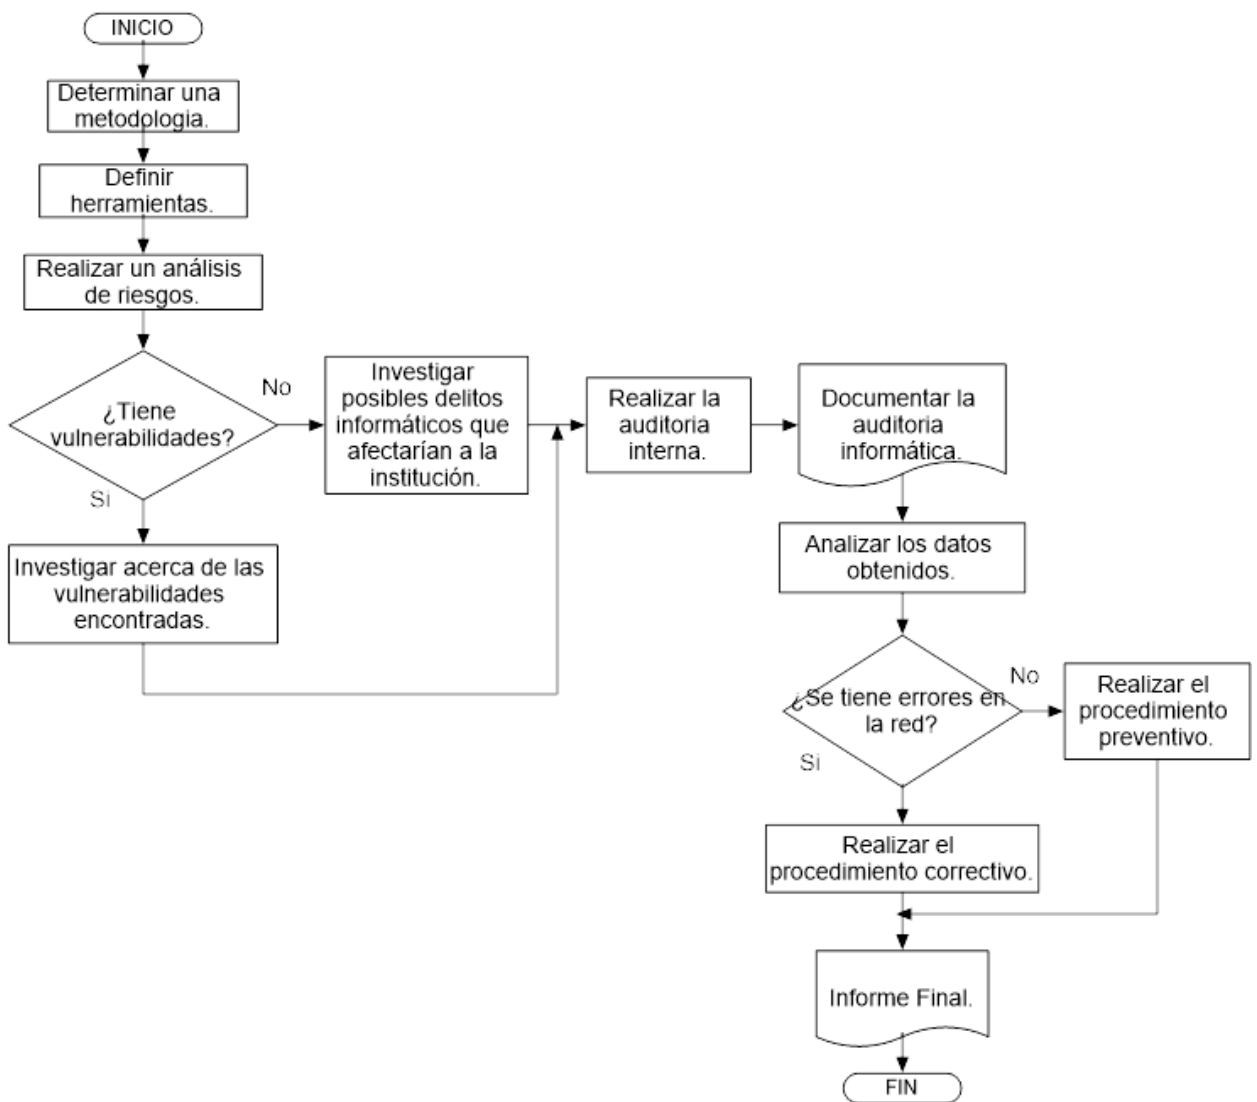 INICIO
Determinar una
metodologia.
Definir
herramientas.
Realizar un análisis
de riesgos.
¿Tiene
vulnerabilidades?
No
Si
Investigar acerca de las
vulnerabilidades
encontradas.
Investigar
posibles delitos
informáticos que
afectarían a la
institución.
Realizar la
auditoria
interna.
Documentar la
auditoria
informática.
Analizar los datos
obtenidos.
¿Se tiene errores en
la red?
No
Si
Realizar el
procedimiento
preventivo.
Realizar el
procedimiento correctivo.
Informe Final.
FIN